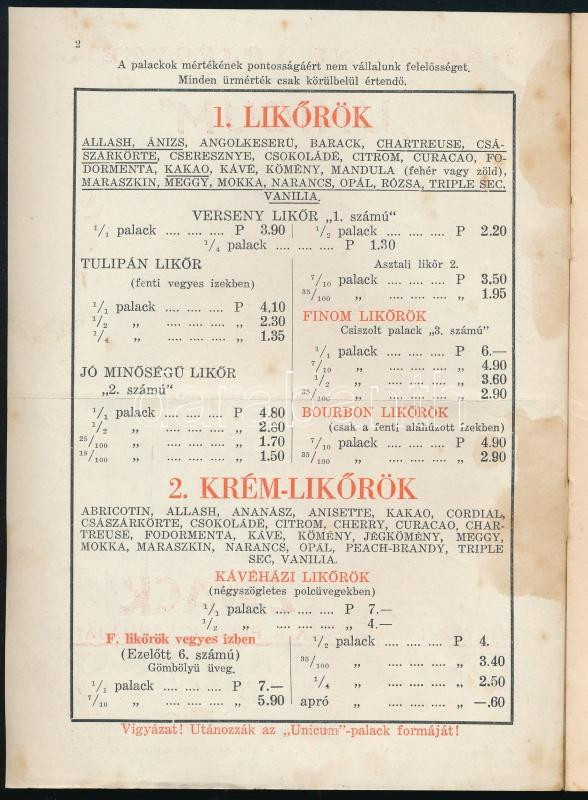 2
A palackok mértékének pontosságáért nem vállalunk felelősséget.
Minden ürmérték csak körülbelül értendő.
1. LIKŐRÖK
ALLASH, ÁNIZS, ANGOLKESERÜ, BARACK, CHARTREUSE, CSÁ-
SZÁRKÖRTE, CSERESZNYE, CSOKOLÁDÉ, CITROM, CURACAO, FO-
DORMENTA, KAKAO, KÁVÉ, KÖMÉNY, MANDULA (fehér vagy zöld),
MARASZKIN, MEGGY, MOKKA, NARANCS, OPÁL, RÓZSA, TRIPLE SEC,
VANILIA.
VERSENY LIKŐR „1. számú"
1/1 palack .... .... .... P 3.90
1/2 palack .... .... .... P 2.20
1/4 palack .... .... .... P 1.30
TULIPÁN LIKŐR
(fenti vegyes izekben)
1/1 palack .... .... .... P 4.10
1/2 „ .... .... .... „ 2.30
1/4 „ .... .... .... „ 1.35
JÓ MINŐSÉGÜ LIKŐR
„2. számú"
1/1 palack .... .... .... P 4.80
1/2 „ .... .... .... „ 2.80
25/100 „ .... .... .... „ 1.70
18/100 „ .... .... .... „ 1.50
Asztali likőr 2.
7/10 palack .... .... .... P 3.50
35/100 „ .... .... .... „ 1.95
FINOM LIKŐRÖK
Csiszolt palack „3. számú"
1/1 palack .... .... .... P 6.—
7/10 „ .... .... .... „ 4.90
1/2 „ .... .... .... „ 3.60
35/100 „ .... .... .... „ 2.90
BOURBON LIKŐRÖK
(csak a fenti aláhúzott ízekben)
7/10 palack .... .... .... P 4.90
35/100 „ .... .... .... „ 2.90
2. KRÉM-LIKŐRÖK
ABRICOTIN, ALLASH, ANANÁSZ, ANISETTE, KAKAO, CORDIAL,
CSÁSZÁRKÖRTE, CSOKOLÁDÉ, CITROM, CHERRY, CURACAO, CHAR-
TREUSE, FODORMENTA, KÁVÉ, KÖMÉNY, JÉGKÖMÉNY, MEGGY,
MOKKA, MARASZKIN, NARANCS, OPÁL, PEACH-BRANDY, TRIPLE
SEC, VANILIA.
KÁVÉHÁZI LIKŐRÖK
(négyszögletes polcüvegekben)
1/1 palack .... .... .... P 7.—
1/2 „ .... .... .... „ 4.—
F. likőrök vegyes ízben
(Ezelőtt 6. számú)
Gömbölyü üveg.
1/1 palack .... .... .... P 7.—
7/10 „ .... .... .... „ 5.90
1/2 palack .... .... .... P 4.
35/100 „ .... .... .... „ 3.40
1/4 „ .... .... .... „ 2.50
apró „ .... .... .... „ —.60
Vigyázat! Utánozzák az „Unicum"-palack formáját!
darabanth